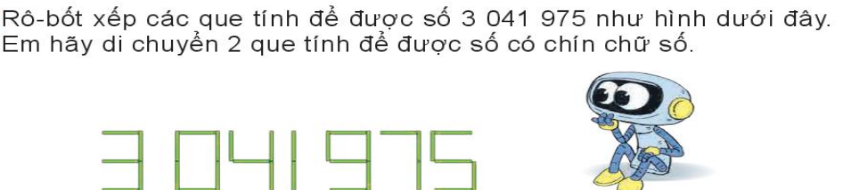 Rô-bốt xếp các que tính để được số 3 041 975 như hình dưới đây.
Em hãy di chuyển 2 que tính để được số có chín chữ số.
3 041 975